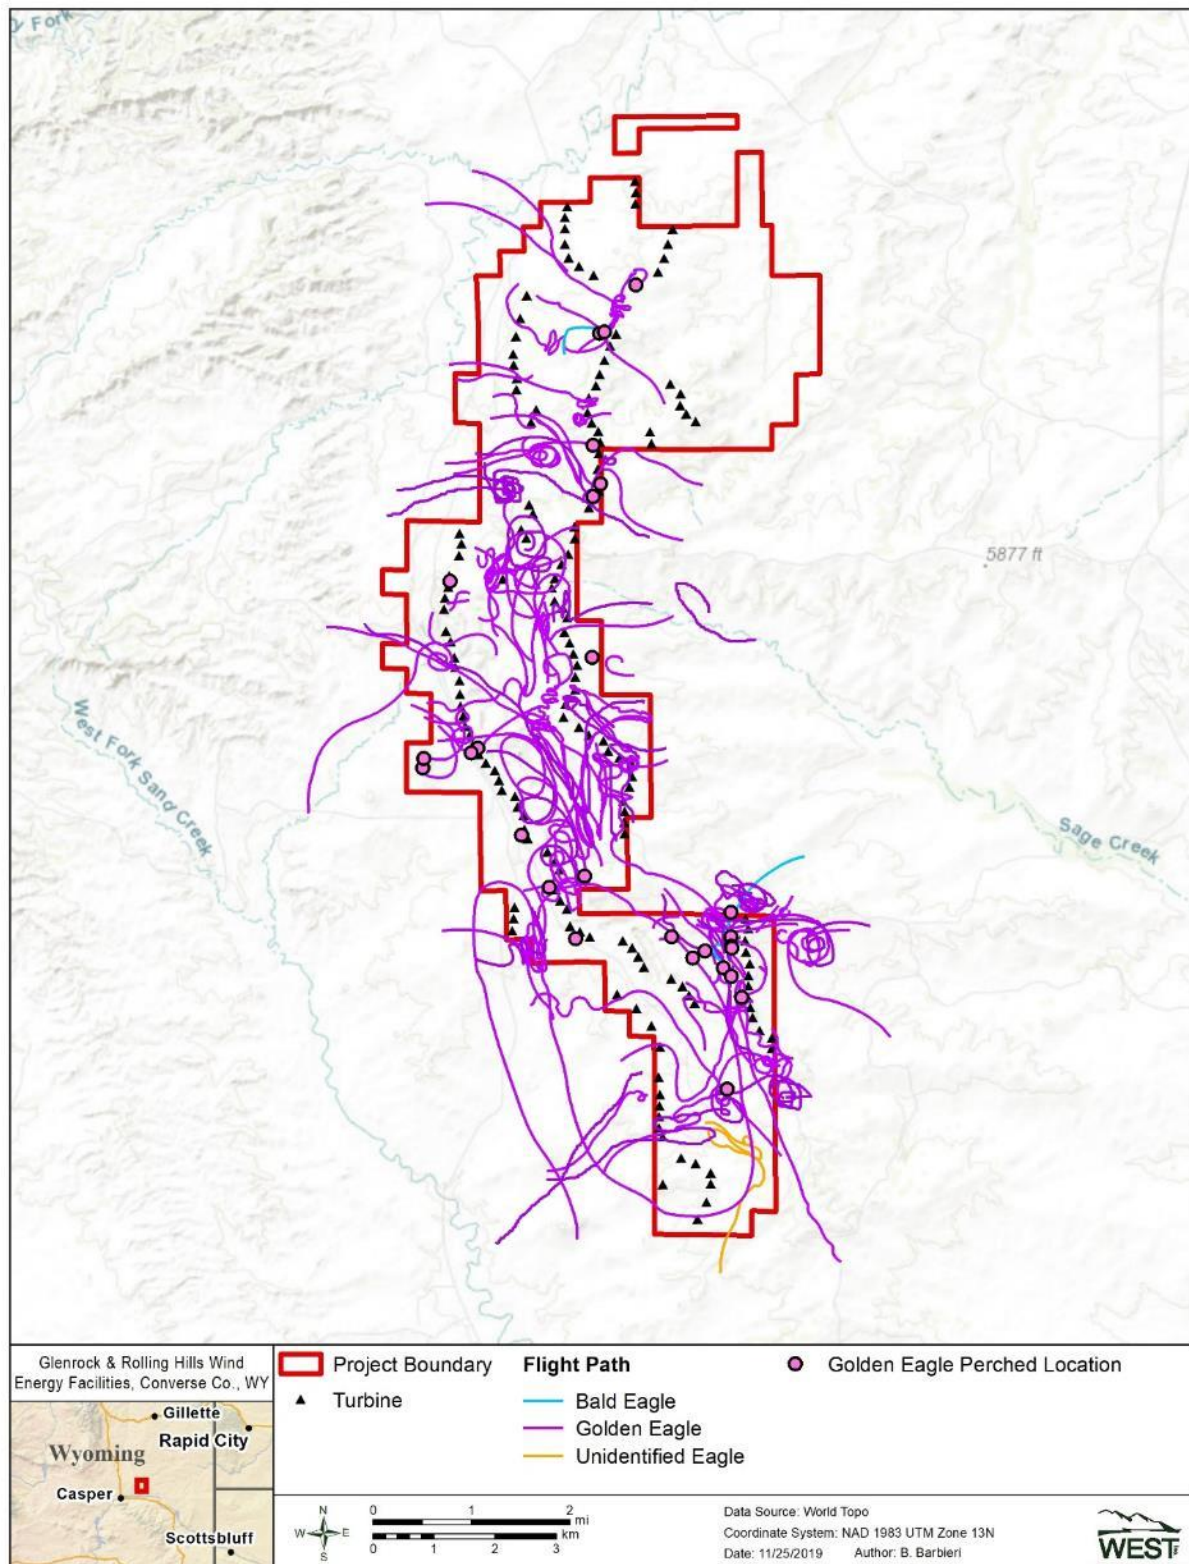 y Fork
5877 ft
West Fork Sand Creek
Sage Creek
Glenrock & Rolling Hills Wind
Energy Facilities, Converse Co., WY
Gillette
Rapid City
Wyoming
Casper
Scottsbluff
Project Boundary
Turbine
Flight Path
Bald Eagle
Golden Eagle
Unidentified Eagle
Golden Eagle Perched Location
N
W E
S
0 1 2
mi
km
0 1 2 3
Data Source: World Topo
Coordinate System: NAD 1983 UTM Zone 13N
Date: 11/25/2019 Author: B. Barbieri
WEST